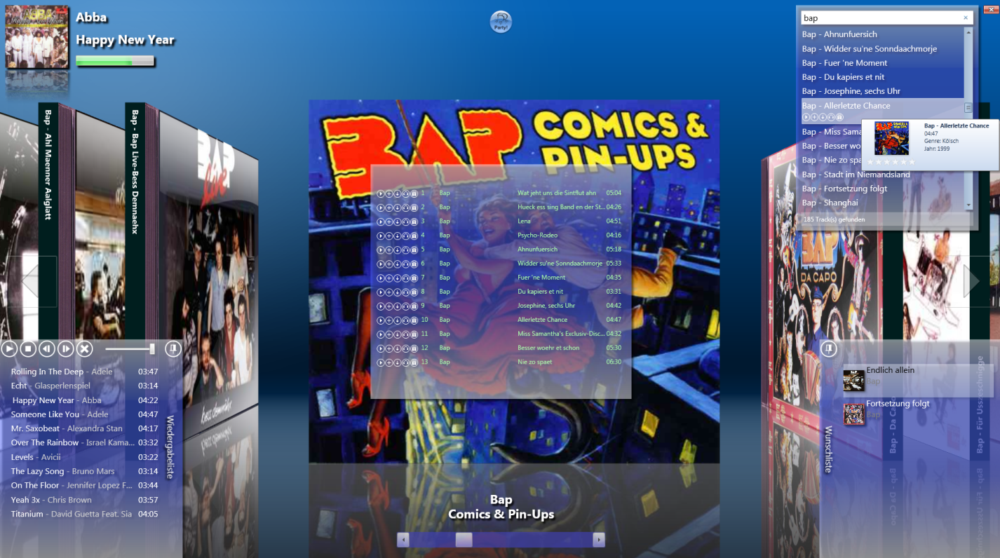 Abba
Happy New Year
Party!
bap
Bap - Ahnunfuersich
Bap - Widder su'ne Sonndaachmorje
Bap - Fuer 'ne Moment
Bap - Du kapiers et nit
Bap - Josephine, sechs Uhr
Bap - Allerletzte Chance
Bap - Miss Sama
Bap - Besser wo
Bap - Nie zo spa
Bap - Stadt im Niemandsland
Bap - Fortsetzung folgt
Bap - Shanghai
185 Track(s) gefunden
Bap - Allerletzte Chance
04:47
Genre: Kölsch
Jahr: 1999
Bap - Ahl Maenner Aalglatt
Bap - Bap Live-Bess Demnaehx
BAP
Live
bess demnähx
BAP COMICS &
PIN-UPS
1 Bap Wat jeht uns die Sintflut ahn 05:04
2 Bap Hueck ess sing Band en der St... 04:26
3 Bap Lena 04:51
4 Bap Psycho-Rodeo 04:16
5 Bap Ahnunfuersich 05:18
6 Bap Widder su'ne Sonndaachmorje 05:33
7 Bap Fuer 'ne Moment 04:35
8 Bap Du kapiers et nit 03:31
9 Bap Josephine, sechs Uhr 04:42
10 Bap Allerletzte Chance 04:47
11 Bap Miss Samantha's Exclusiv-Disc... 04:32
12 Bap Besser woehr et schon 05:30
13 Bap Nie zo spaet 06:30
Bap
Comics & Pin-Ups
Rolling In The Deep - Adele 03:47
Echt - Glasperlenspiel 03:14
Happy New Year - Abba 04:22
Someone Like You - Adele 04:47
Mr. Saxobeat - Alexandra Stan 04:17
Over The Rainbow - Israel Kama... 03:32
Levels - Avicii 03:22
The Lazy Song - Bruno Mars 03:14
On The Floor - Jennifer Lopez F... 03:44
Yeah 3x - Chris Brown 03:57
Titanium - David Guetta Feat. Sia 04:05
Wiedergabeliste
BAP
DA CAPO
Endlich allein
Bap
Fortsetzung folgt
Bap
Wunschliste
Bap - Da C
Bap - Für Usszeschnigge